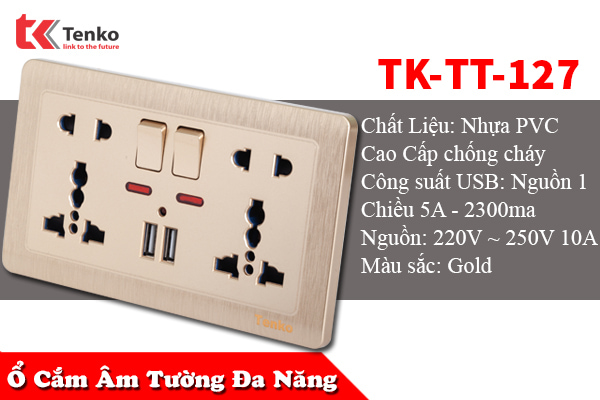 Tenko
link to the future
TK-TT-127
Chất Liệu: Nhựa PVC
Cao Cấp chống cháy
Công suất USB: Nguồn 1
Chiều 5A - 2300ma
Nguồn: 220V ~ 250V 10A
Màu sắc: Gold
Tenko
Ổ Cắm Âm Tường Đa Năng